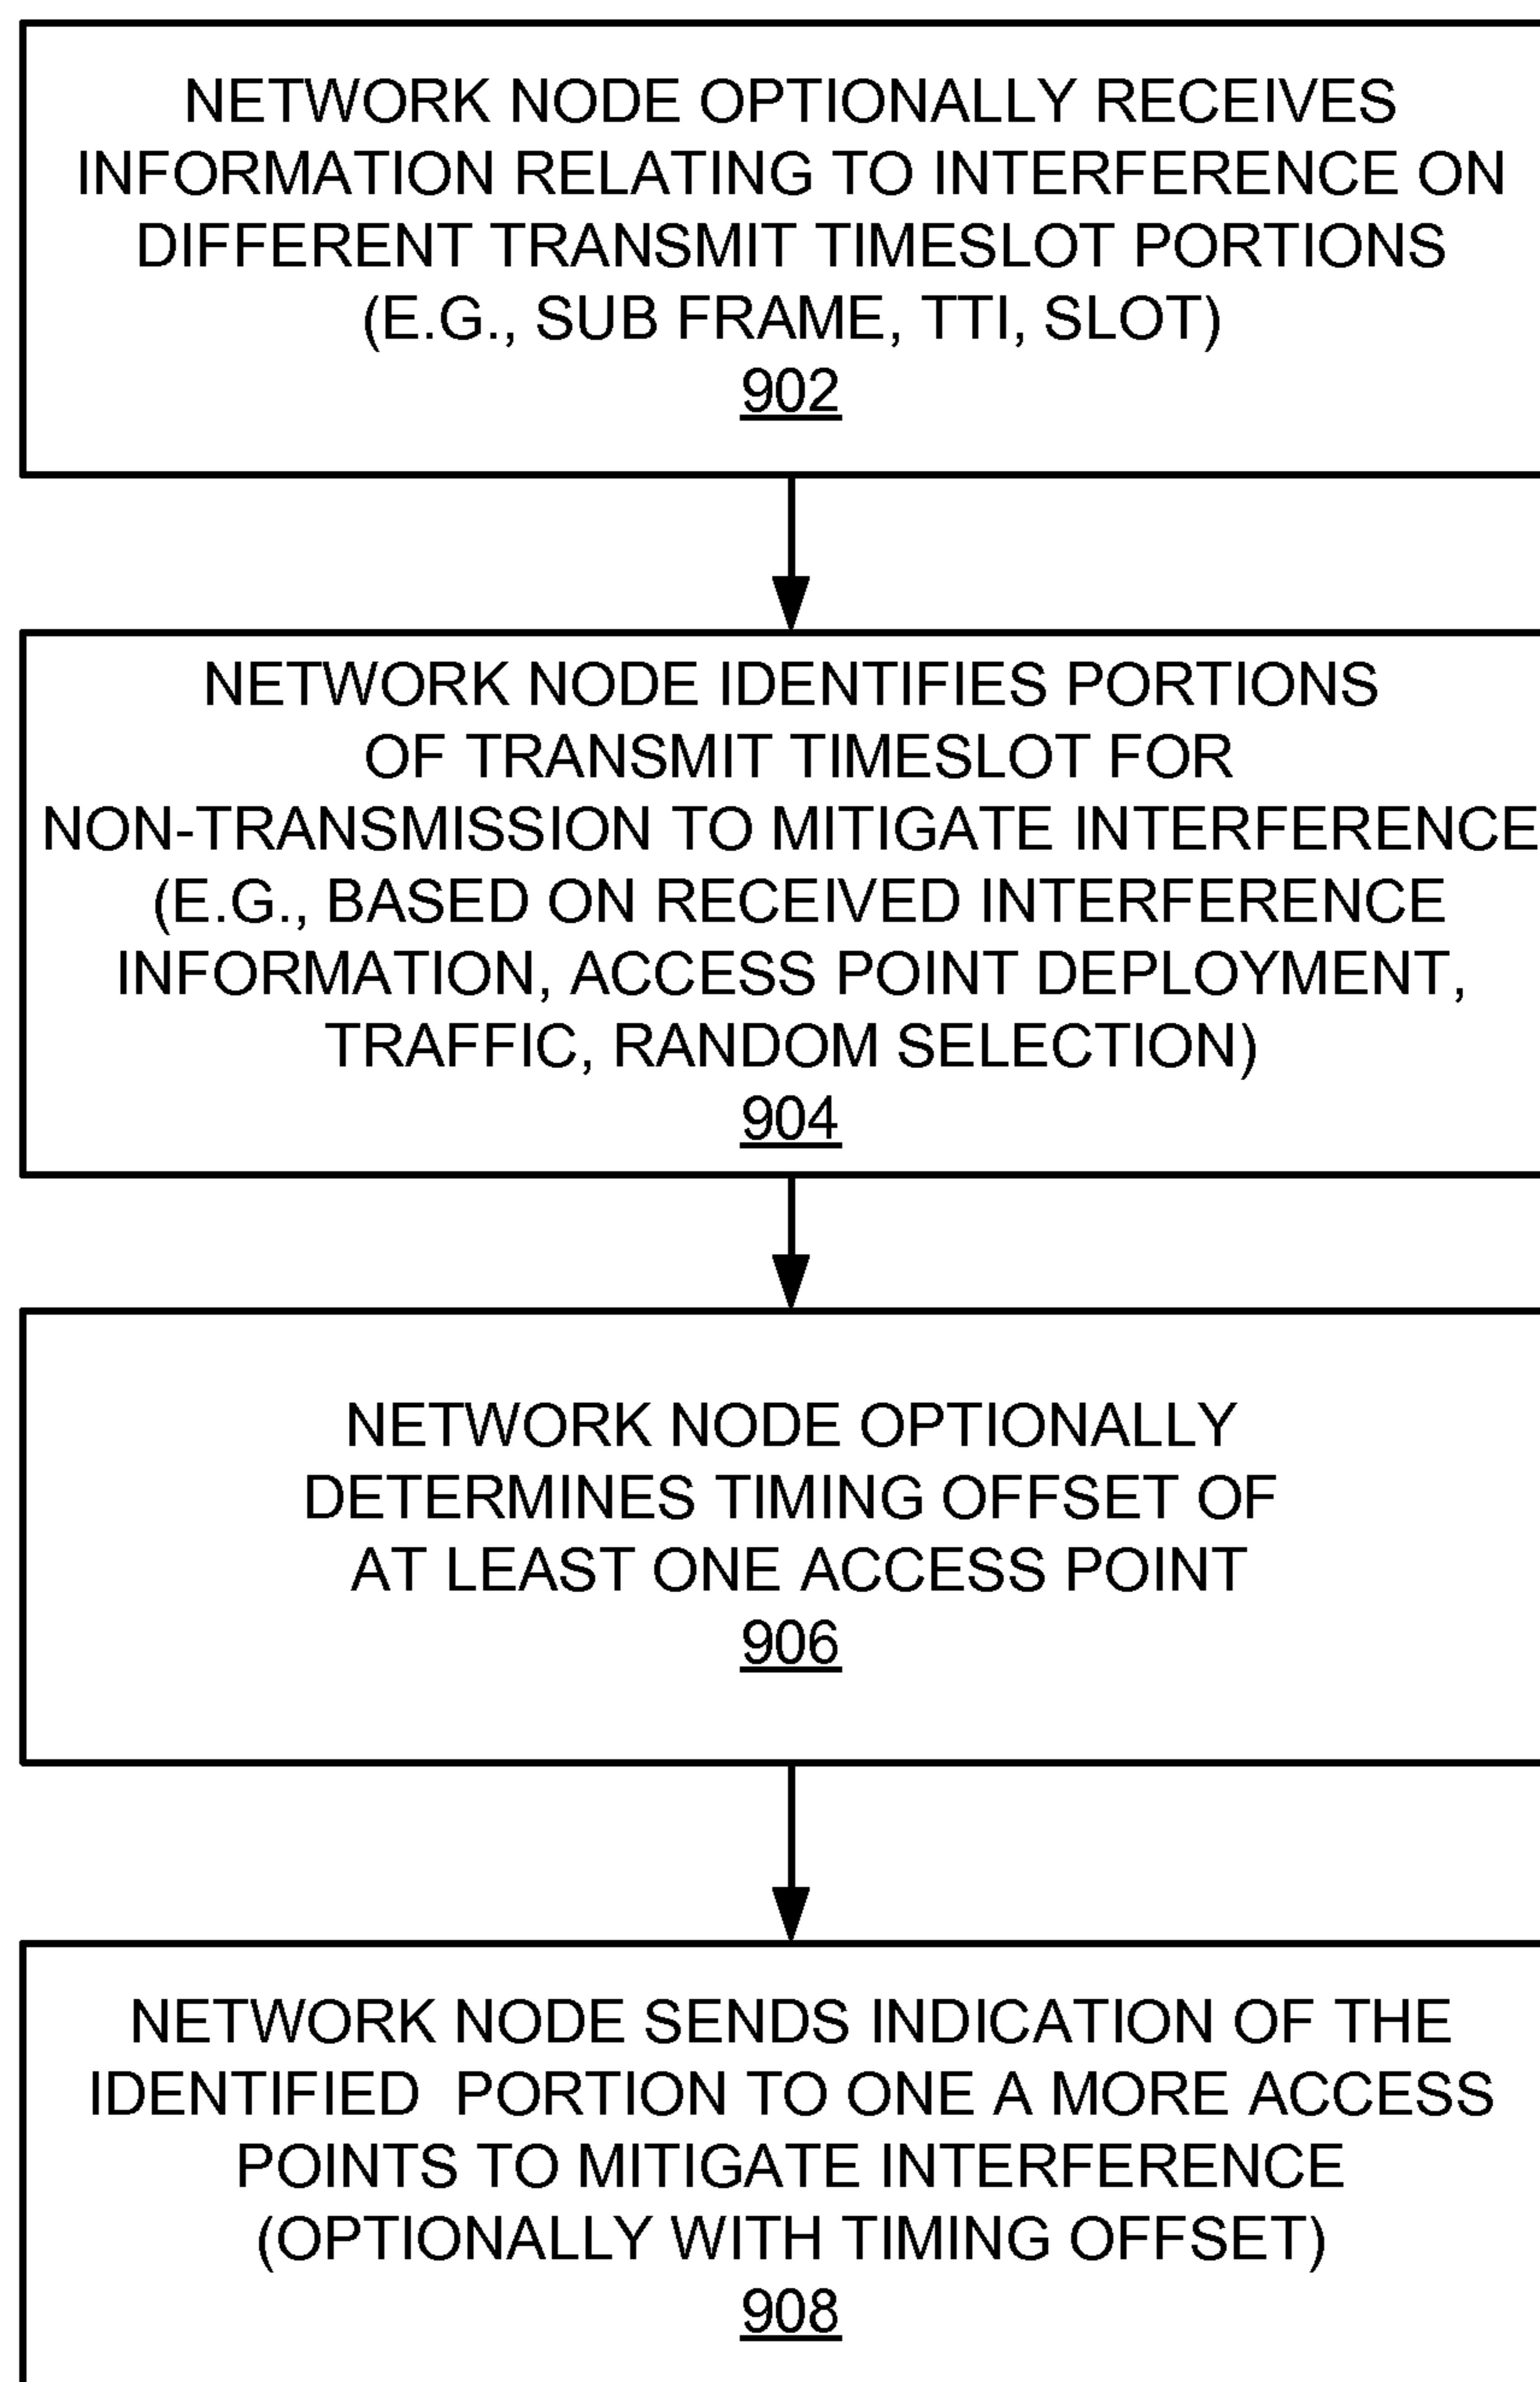 NETWORK NODE OPTIONALLY RECEIVES
INFORMATION RELATING TO INTERFERENCE ON
DIFFERENT TRANSMIT TIMESLOT PORTIONS
(E.G., SUB FRAME, TTI, SLOT)
902
NETWORK NODE IDENTIFIES PORTIONS
OF TRANSMIT TIMESLOT FOR
NON-TRANSMISSION TO MITIGATE INTERFERENCE
(E.G., BASED ON RECEIVED INTERFERENCE
INFORMATION, ACCESS POINT DEPLOYMENT,
TRAFFIC, RANDOM SELECTION)
904
NETWORK NODE OPTIONALLY
DETERMINES TIMING OFFSET OF
AT LEAST ONE ACCESS POINT
906
NETWORK NODE SENDS INDICATION OF THE
IDENTIFIED PORTION TO ONE A MORE ACCESS
POINTS TO MITIGATE INTERFERENCE
(OPTIONALLY WITH TIMING OFFSET)
908